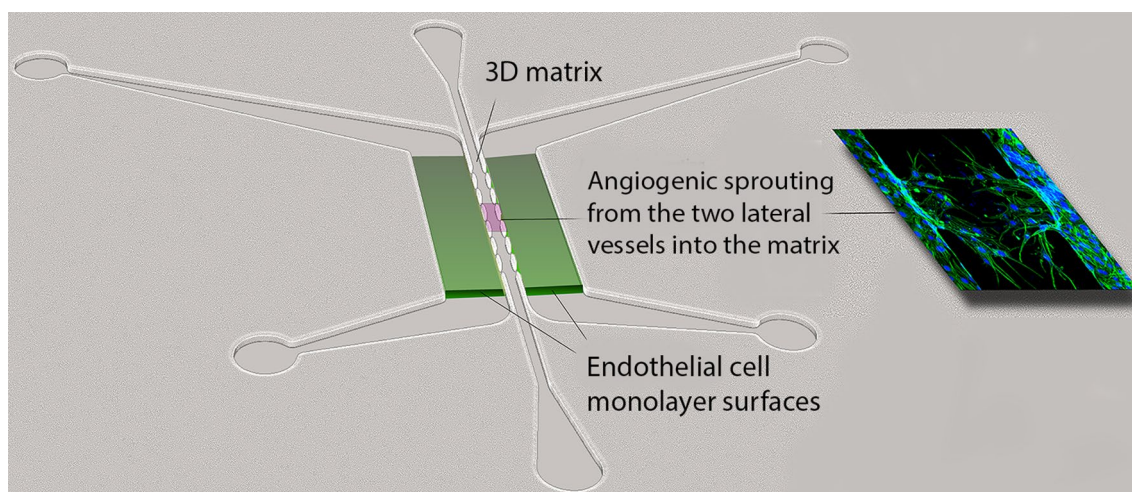 3D matrix
Angiogenic sprouting
from the two lateral
vessels into the matrix
Endothelial cell
monolayer surfaces